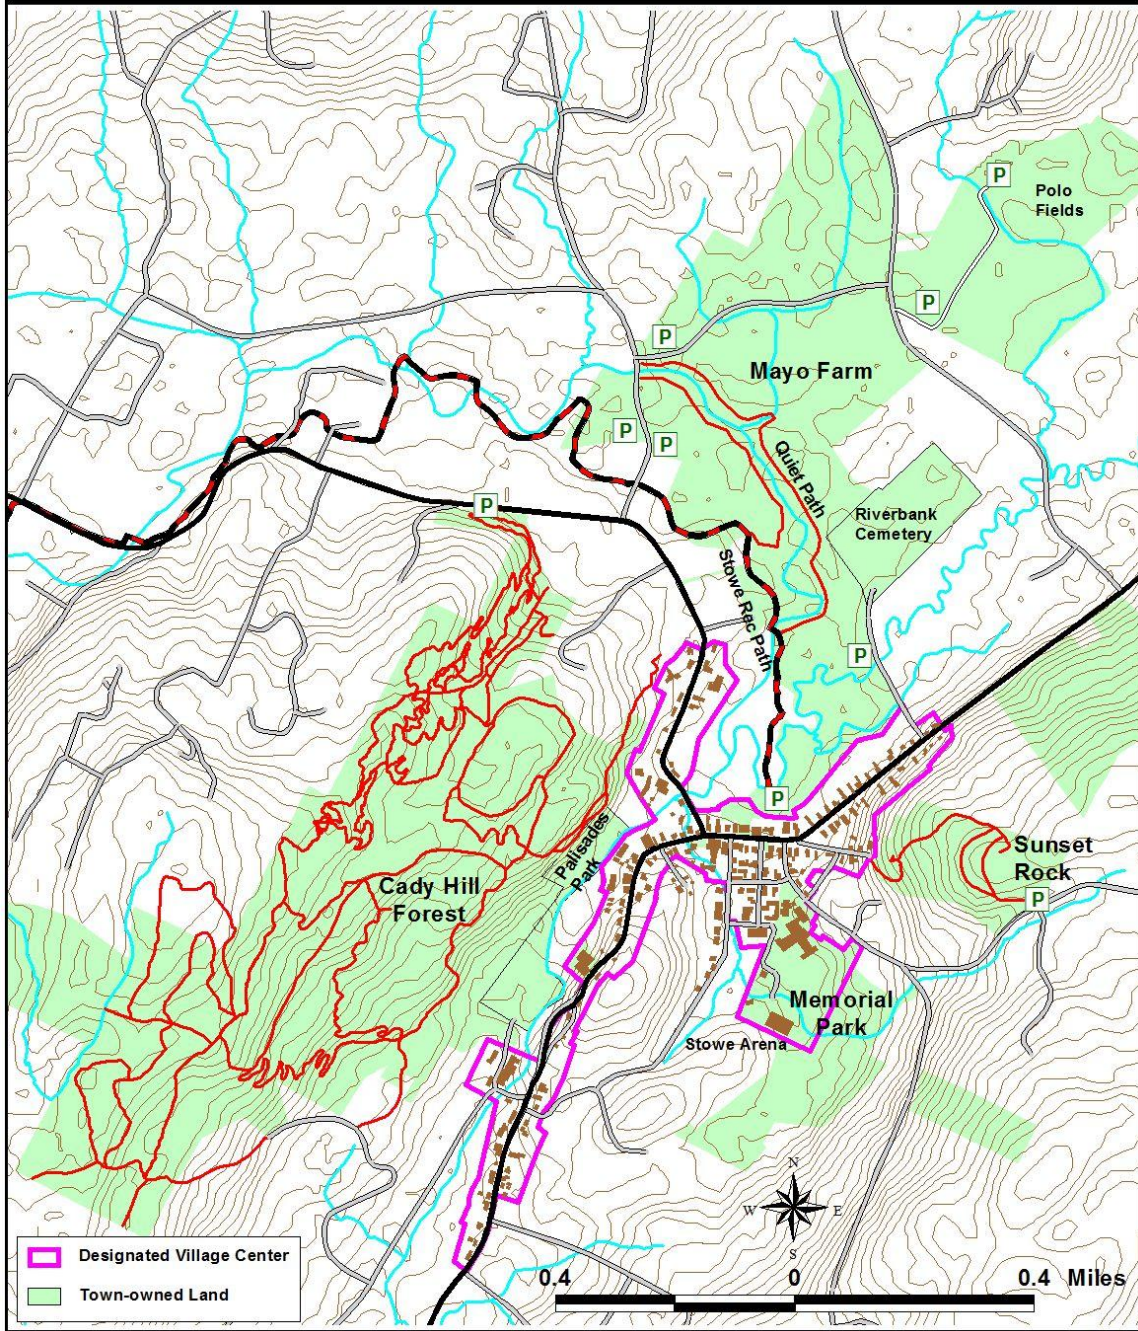 P
Polo
Fields
P
P
Mayo Farm
P
P
Quiet Path
P
Riverbank
Cemetery
Stowe Rec Path
P
P
Palisades
Park
Sunset
Rock
Cady Hill
Forest
P
Memorial
Park
Stowe Arena
N
W
E
S
Designated Village Center
Town-owned Land
0.4
0
0.4 Miles